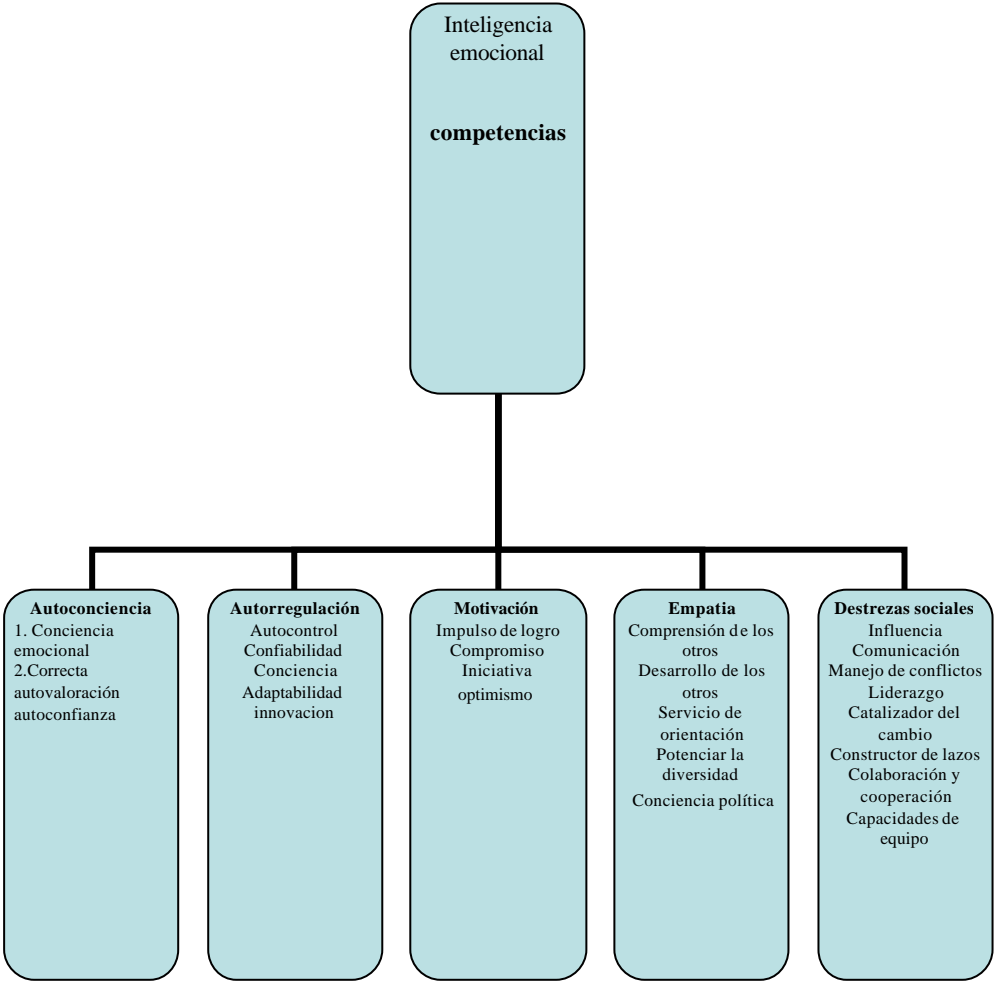 Inteligencia
emocional
competencias
Autoconciencia
1. Conciencia
emocional
2.Correcta
autovaloración
autoconfianza
Autorregulación
Autocontrol
Confiabilidad
Conciencia
Adaptabilidad
innovacion
Motivación
Impulso de logro
Compromiso
Iniciativa
optimismo
Empatia
Comprensión de los
otros
Desarrollo de los
otros
Servicio de
orientación
Potenciar la
diversidad
Conciencia política
Destrezas sociales
Influencia
Comunicación
Manejo de conflictos
Liderazgo
Catalizador del
cambio
Constructor de lazos
Colaboración y
cooperación
Capacidades de
equipo